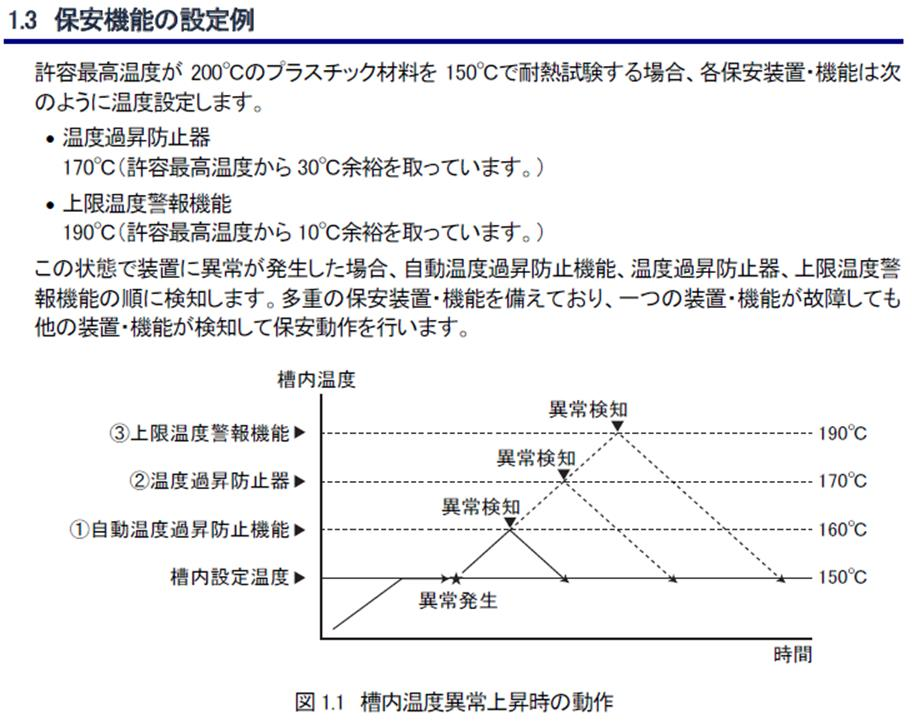 1.3 保安機能の設定例
許容最高温度が 200℃のプラスチック材料を 150℃で耐熱試験する場合、各保安装置・機能は次
のように温度設定します。
• 温度過昇防止器
170℃（許容最高温度から 30℃余裕を取っています。）
• 上限温度警報機能
190℃（許容最高温度から 10℃余裕を取っています。）
この状態で装置に異常が発生した場合、自動温度過昇防止機能、温度過昇防止器、上限温度警
報機能の順に検知します。多重の保安装置・機能を備えており、一つの装置・機能が故障しても
他の装置・機能が検知して保安動作を行います。
槽内温度
異常検知
③上限温度警報機能▶ 190℃
異常検知
②温度過昇防止器▶ 170℃
異常検知
①自動温度過昇防止機能▶ 160℃
槽内設定温度▶ 150℃
異常発生
時間
図 1.1 槽内温度異常上昇時の動作